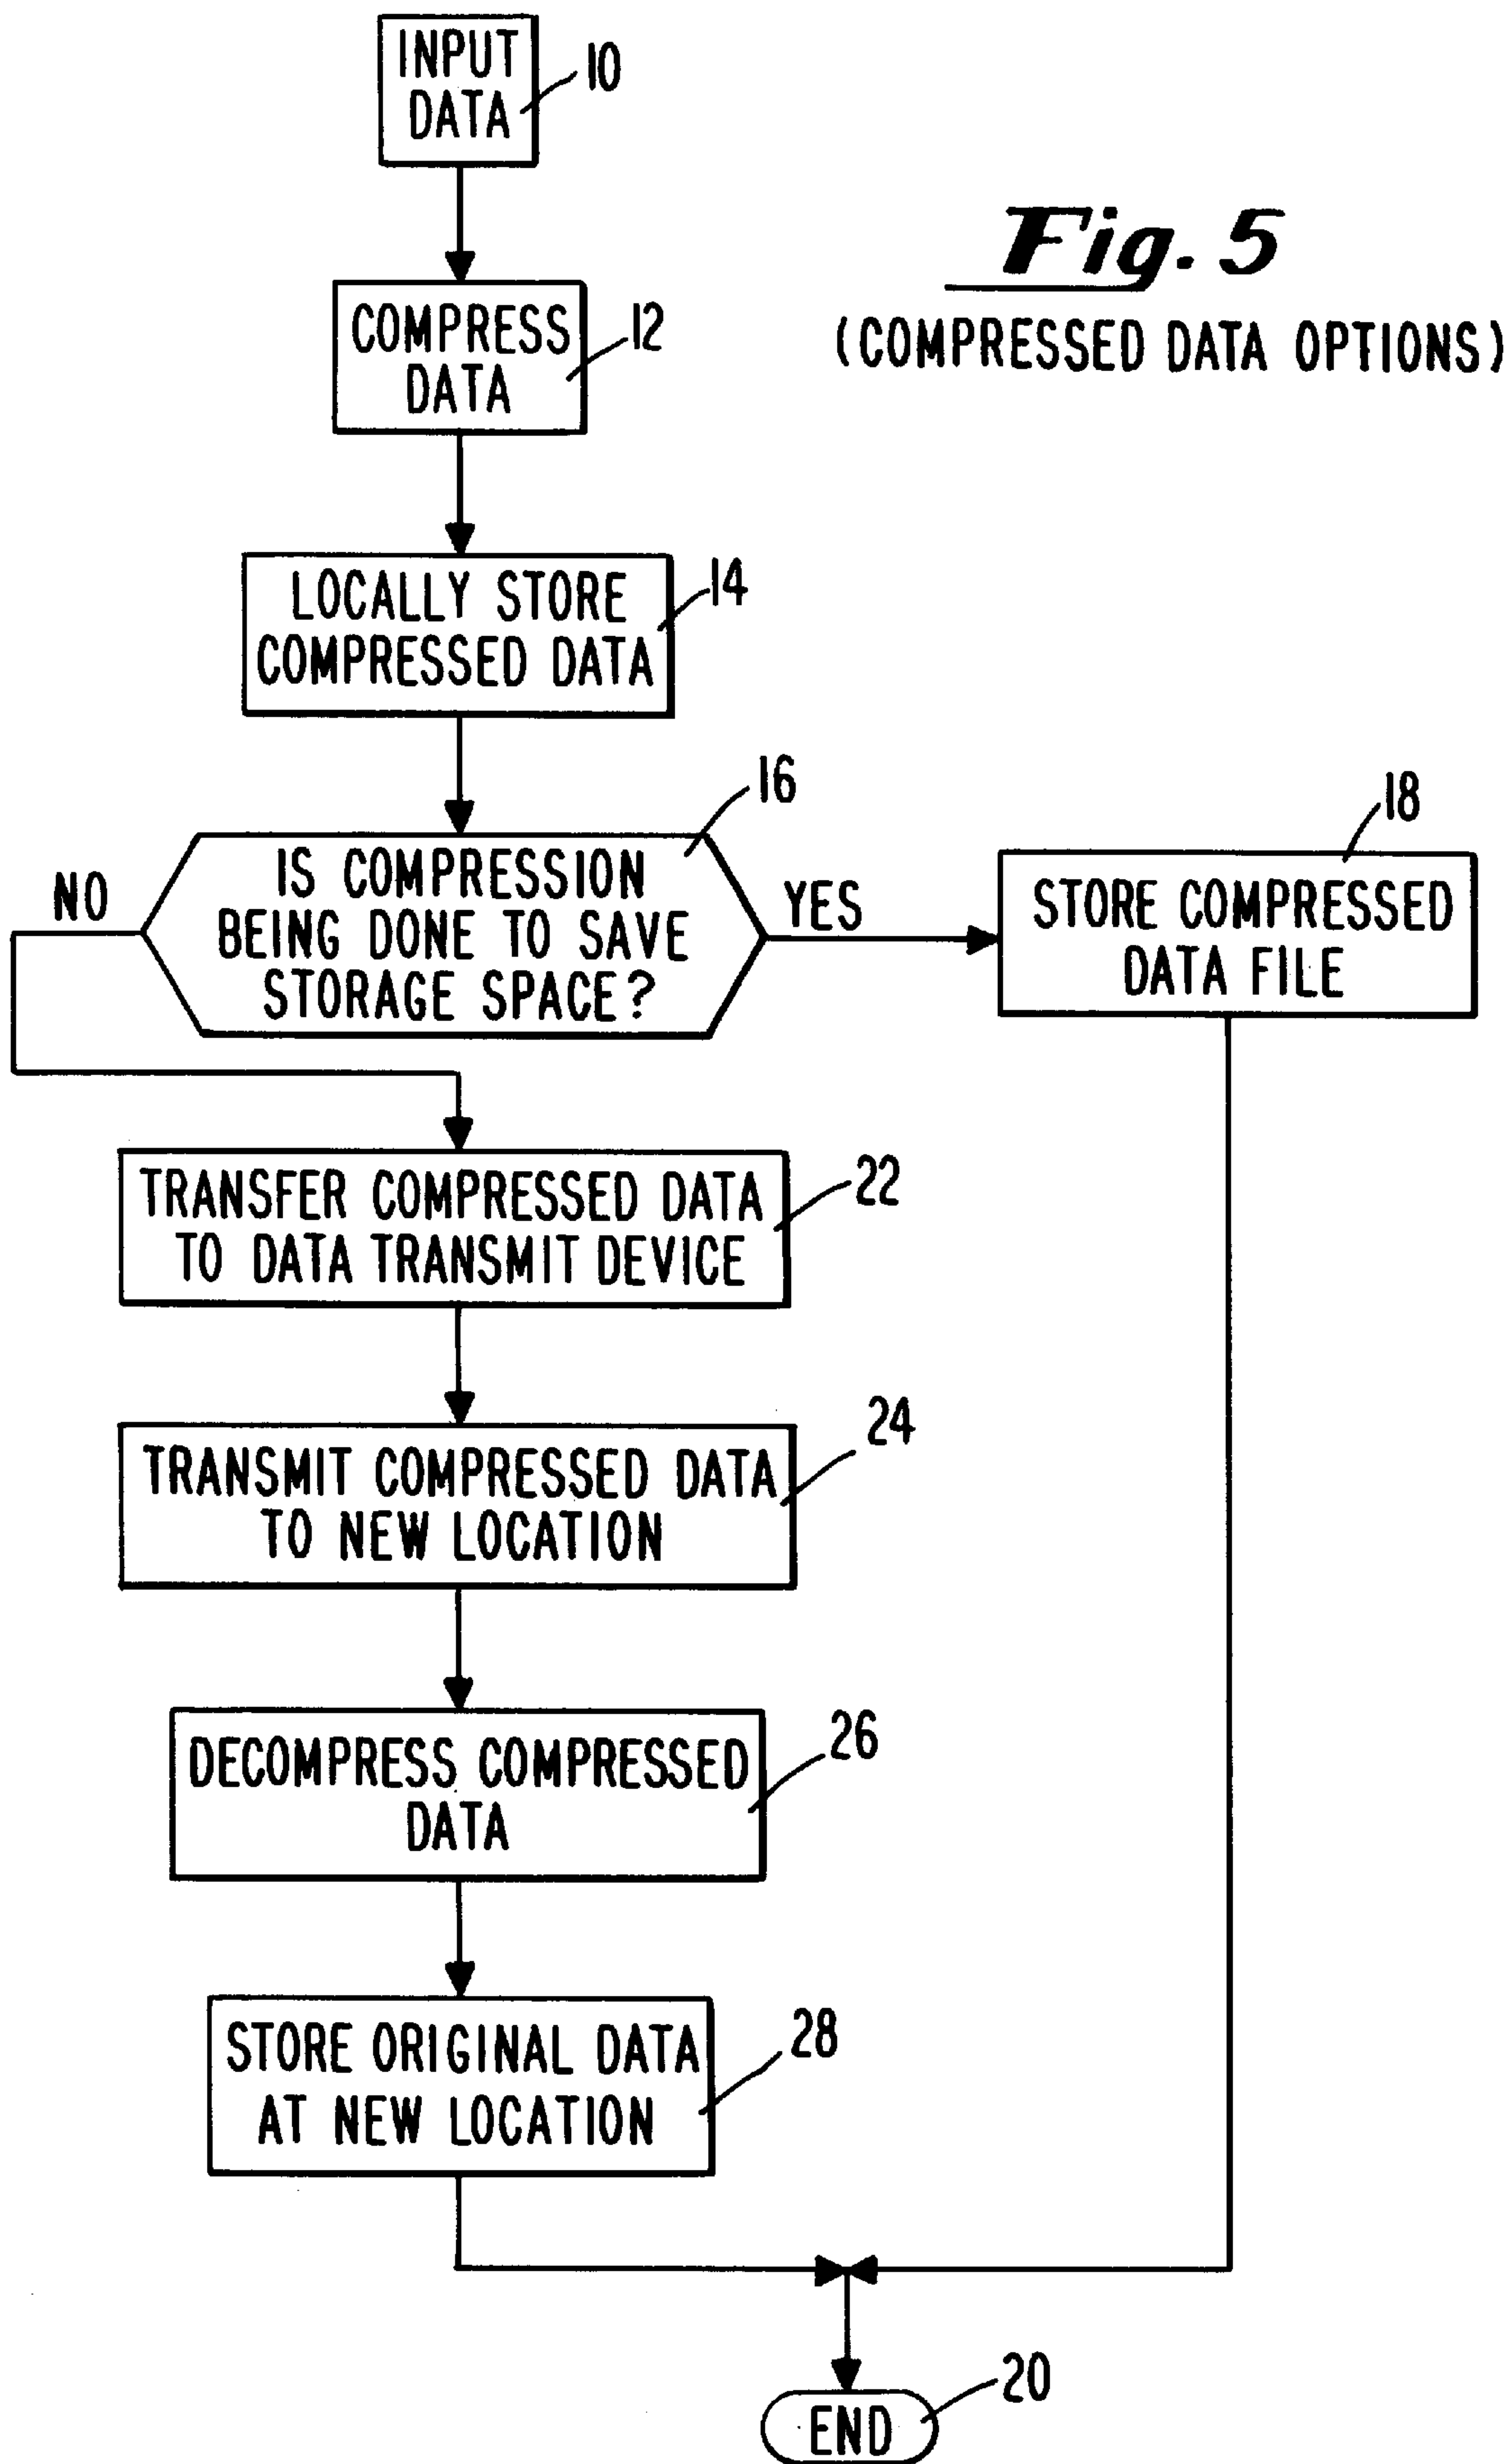 INPUT
DATA
10
Fig. 5
(COMPRESSED DATA OPTIONS)
COMPRESS
DATA
12
LOCALLY STORE
COMPRESSED DATA
14
16
IS COMPRESSION
BEING DONE TO SAVE
STORAGE SPACE?
NO
YES
18
STORE COMPRESSED
DATA FILE
TRANSFER COMPRESSED DATA
TO DATA TRANSMIT DEVICE
22
TRANSMIT COMPRESSED DATA
TO NEW LOCATION
24
DECOMPRESS COMPRESSED
DATA
26
STORE ORIGINAL DATA
AT NEW LOCATION
28
END
20